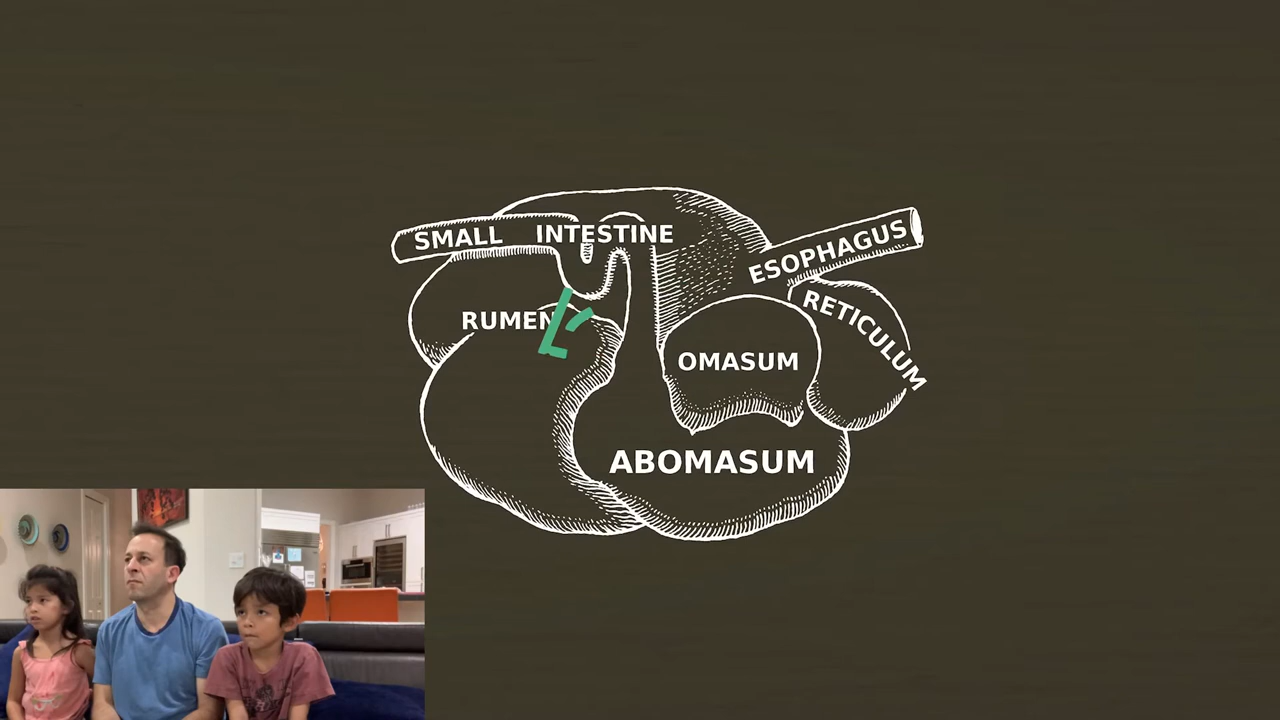 SMALL INTESTINE
ESOPHAGUS
RETICULUM
RUMEN
OMASUM
ABOMASUM